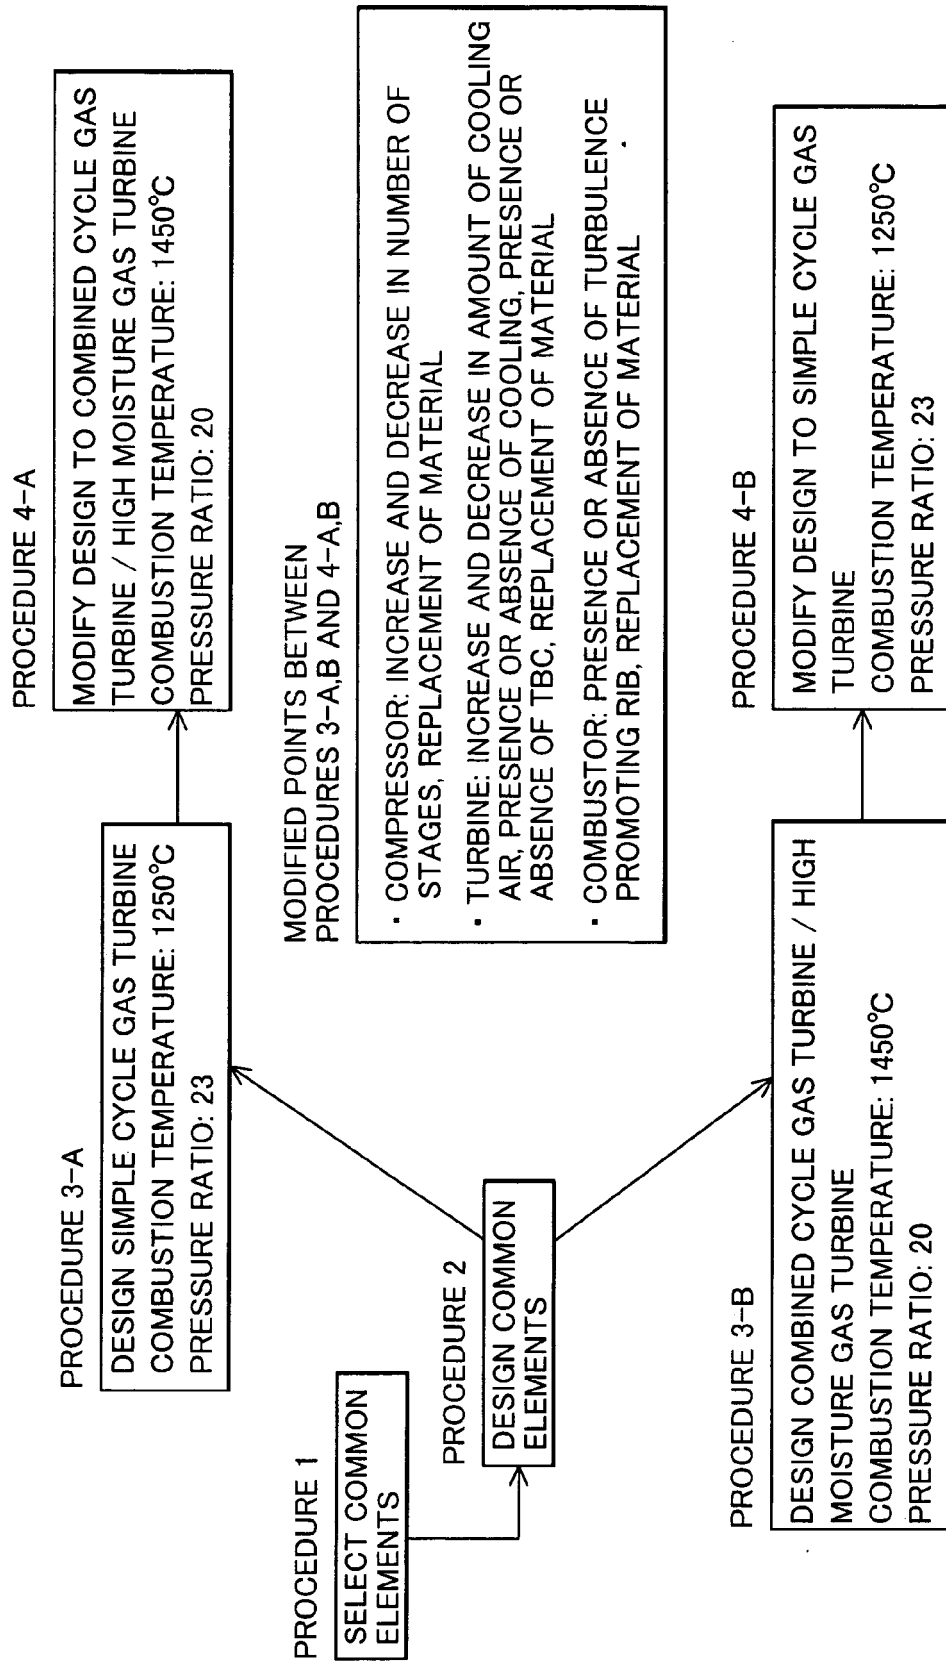 PROCEDURE 1
SELECT COMMON
ELEMENTS
PROCEDURE 2
DESIGN COMMON
ELEMENTS
PROCEDURE 3-A
DESIGN SIMPLE CYCLE GAS TURBINE
COMBUSTION TEMPERATURE: 1250°C
PRESSURE RATIO: 23
PROCEDURE 4-A
MODIFY DESIGN TO COMBINED CYCLE GAS
TURBINE / HIGH MOISTURE GAS TURBINE
COMBUSTION TEMPERATURE: 1450°C
PRESSURE RATIO: 20
MODIFIED POINTS BETWEEN
PROCEDURES 3-A,B AND 4-A,B
· COMPRESSOR: INCREASE AND DECREASE IN NUMBER OF
STAGES, REPLACEMENT OF MATERIAL
· TURBINE: INCREASE AND DECREASE IN AMOUNT OF COOLING
AIR, PRESENCE OR ABSENCE OF COOLING, PRESENCE OR
ABSENCE OF TBC, REPLACEMENT OF MATERIAL
· COMBUSTOR: PRESENCE OR ABSENCE OF TURBULENCE
PROMOTING RIB, REPLACEMENT OF MATERIAL
PROCEDURE 3-B
DESIGN COMBINED CYCLE GAS TURBINE / HIGH
MOISTURE GAS TURBINE
COMBUSTION TEMPERATURE: 1450°C
PRESSURE RATIO: 20
PROCEDURE 4-B
MODIFY DESIGN TO SIMPLE CYCLE GAS
TURBINE
COMBUSTION TEMPERATURE: 1250°C
PRESSURE RATIO: 23